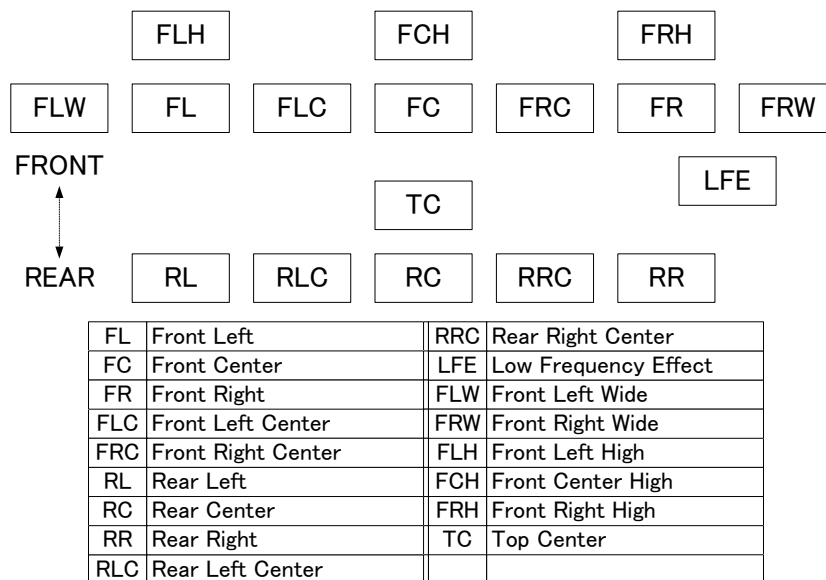 FLH FCH FRH
FLW FL FLC FC FRC FR FRW
FRONT
LFE
TC
REAR RL RLC RC RRC RR
FL Front Left RRC Rear Right Center
FC Front Center LFE Low Frequency Effect
FR Front Right FLW Front Left Wide
FLC Front Left Center FRW Front Right Wide
FRC Front Right Center FLH Front Left High
RL Rear Left FCH Front Center High
RC Rear Center FRH Front Right High
RR Rear Right TC Top Center
RLC Rear Left Center